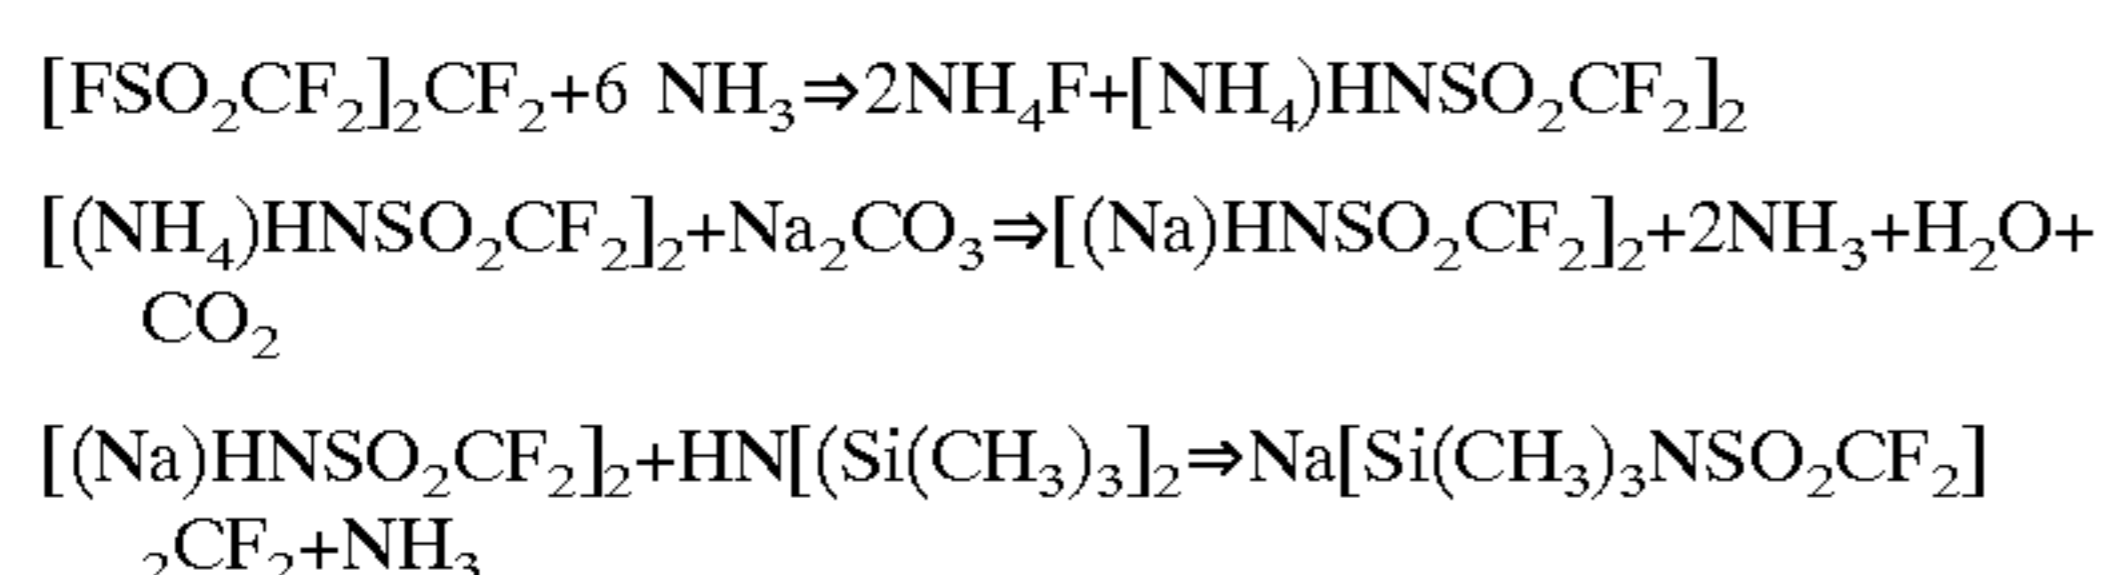 [FSO₂CF₂]₂CF₂+6 NH₃⇒2NH₄F+[NH₄)HNSO₂CF₂]₂
[(NH₄)HNSO₂CF₂]₂+Na₂CO₃⇒[(Na)HNSO₂CF₂]₂+2NH₃+H₂O+
CO₂
[(Na)HNSO₂CF₂]₂+HN[(Si(CH₃)₃]₂⇒Na[Si(CH₃)₃NSO₂CF₂]
₂CF₂+NH₃